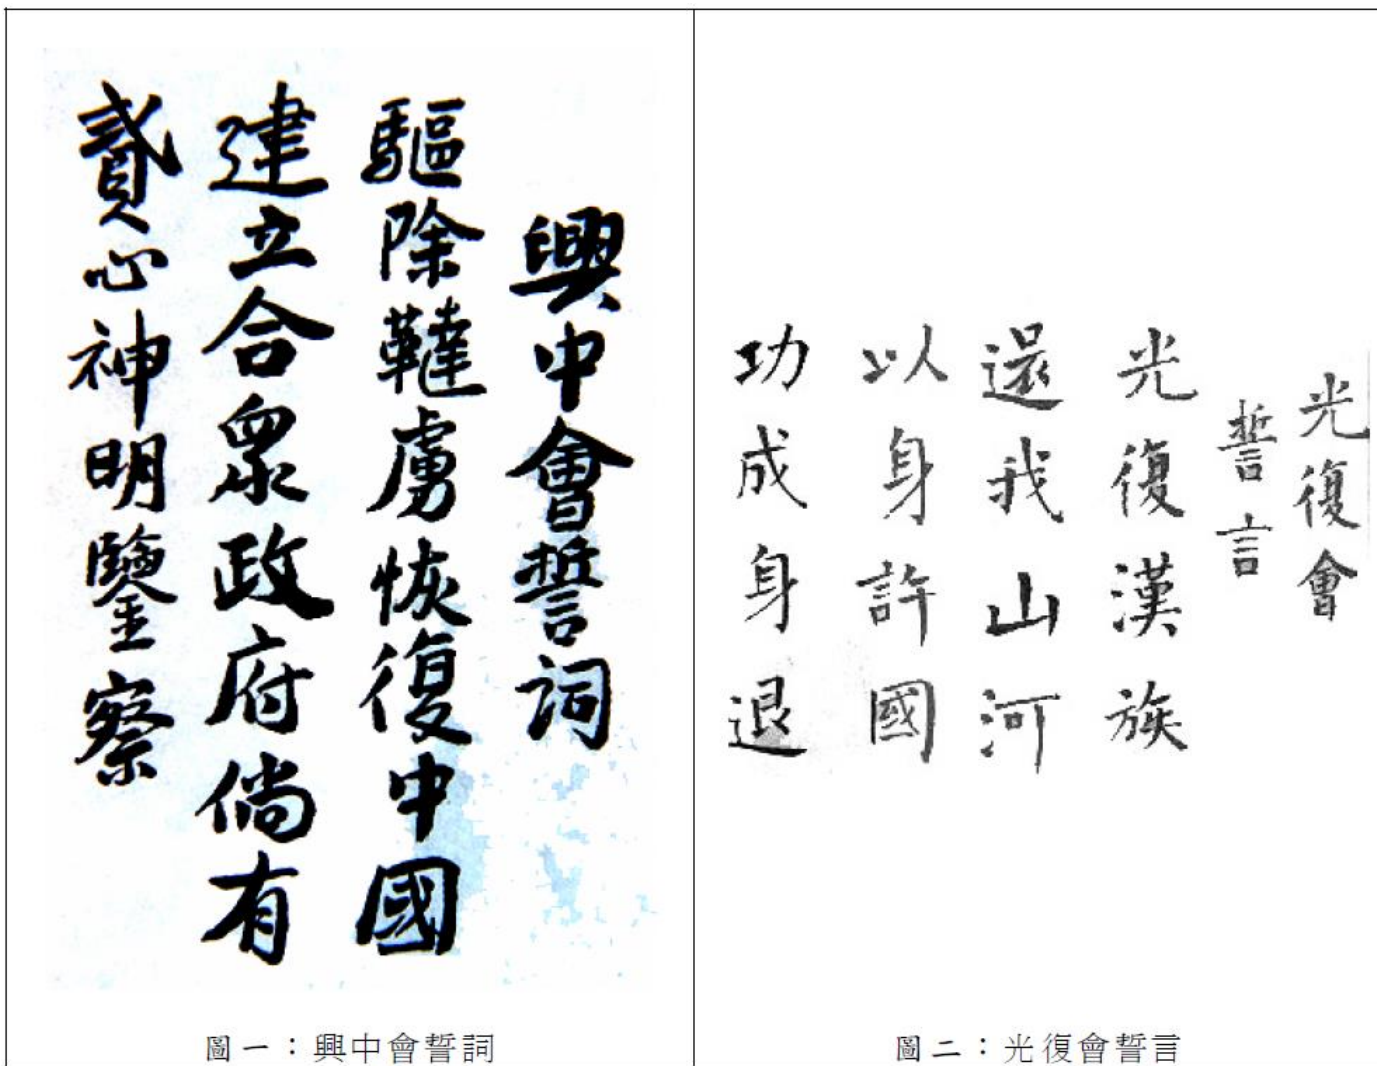 興中會誓詞
驅除韃虜恢復中國
建立合眾政府倘有
貳心神明鑒察
圖一：興中會誓詞
光復會
誓言
光復漢族
還我山河
以身許國
功成身退
圖二：光復會誓言